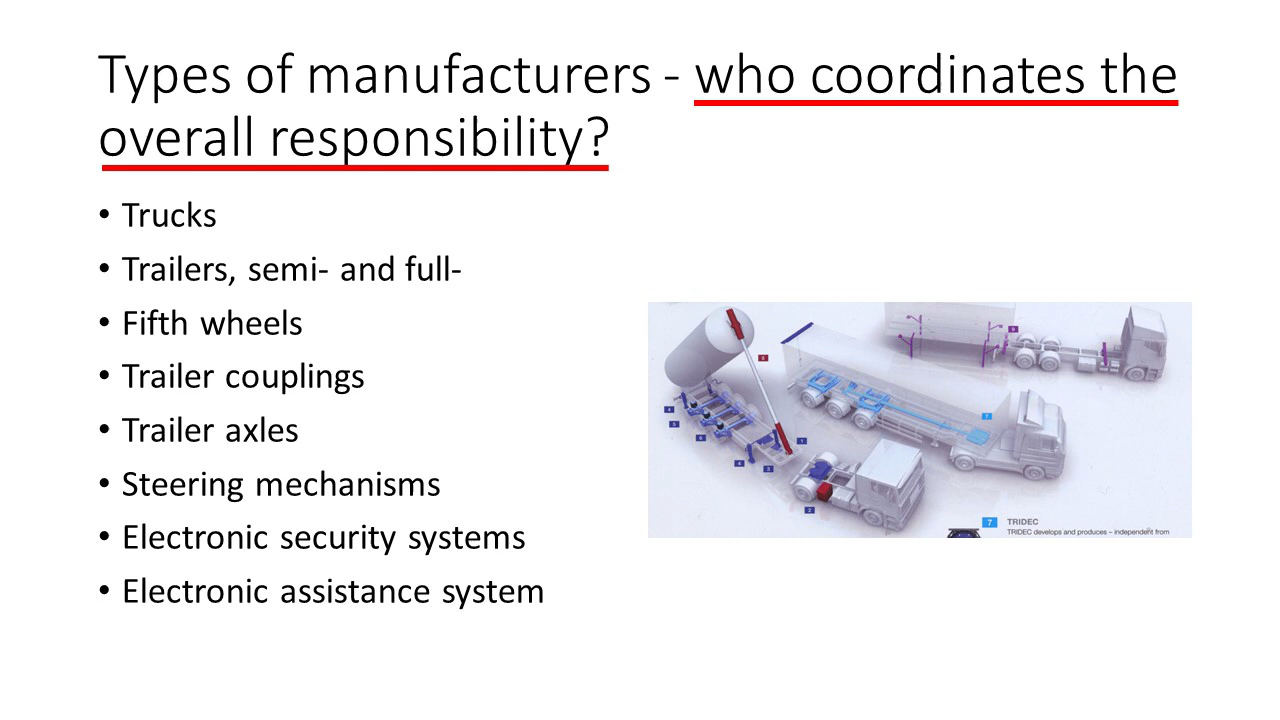 Types of manufacturers - who coordinates the
overall responsibility?
• Trucks
• Trailers, semi- and full-
• Fifth wheels
• Trailer couplings
• Trailer axles
• Steering mechanisms
• Electronic security systems
• Electronic assistance system
7 TRIDEC
TRIDEC develops and produces – independent from